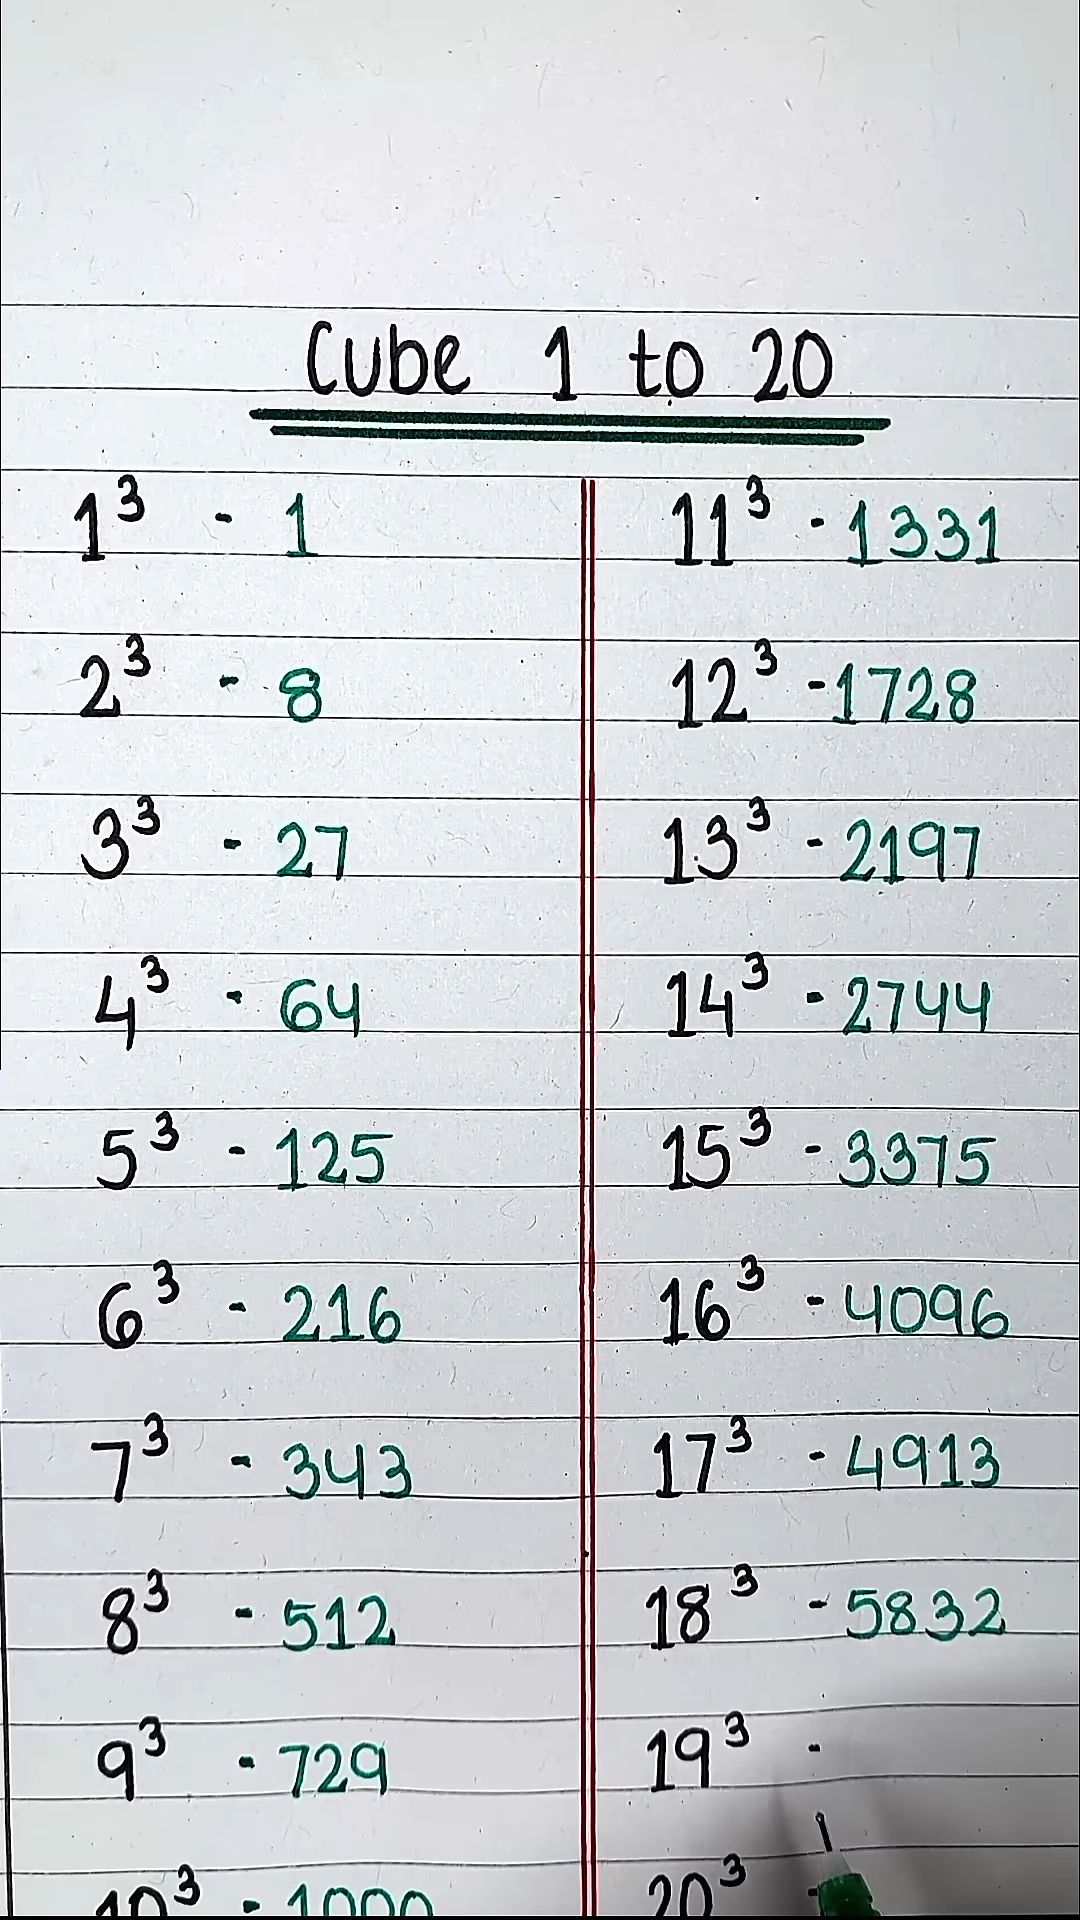 Cube 1 to 20
1³ - 1
2³ - 8
3³ - 27
4³ - 64
5³ - 125
6³ - 216
7³ - 343
8³ - 512
9³ - 729
10³ - 1000
11³ - 1331
12³ - 1728
13³ - 2197
14³ - 2744
15³ - 3375
16³ - 4096
17³ - 4913
18³ - 5832
19³ -
20³ -